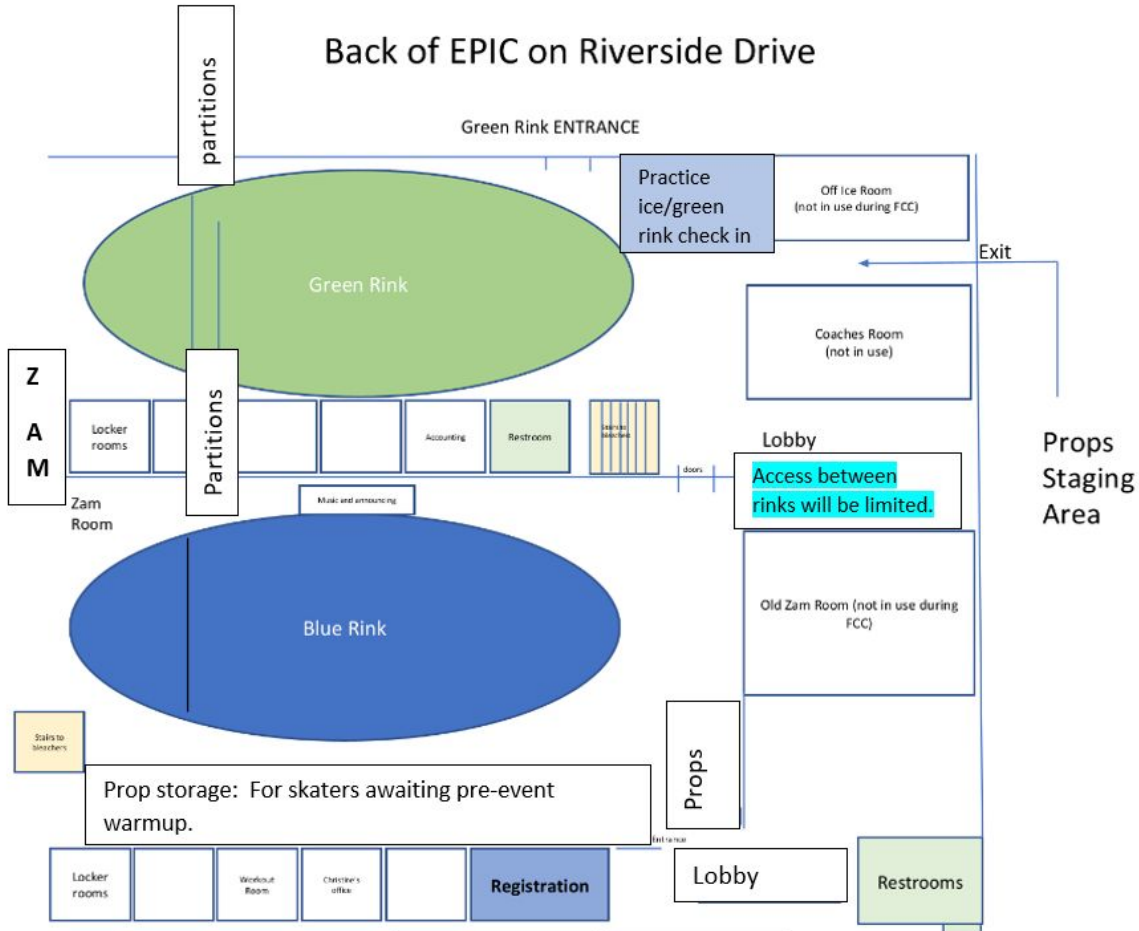 partitions
Back of EPIC on Riverside Drive
Green Rink ENTRANCE
Practice
ice/green
rink check in
Off Ice Room
(not in use during FCC)
Exit
Green Rink
Coaches Room
(not in use)
Z
A
M
Locker
rooms
Partitions
Accounting
Restroom
Stairs to
bleachers
doors
Lobby
Access between
rinks will be limited.
Props
Staging
Area
Zam
Room
Music and announcing
Blue Rink
Old Zam Room (not in use during
FCC)
Stairs to
bleachers
Props
Prop storage: For skaters awaiting pre-event
warmup.
Entrance
Locker
rooms
Workout
Room
Christine's
office
Registration
Lobby
Restrooms